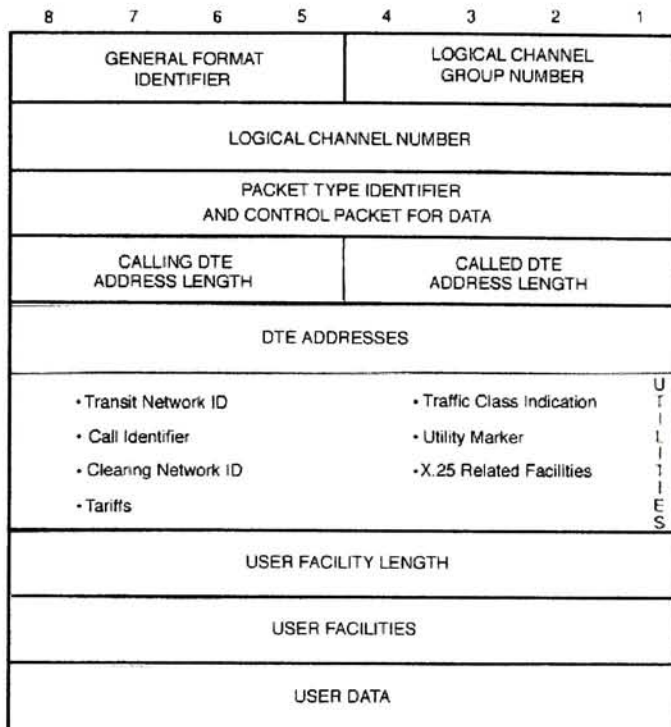 8 7 6 5 4 3 2 1
GENERAL FORMAT
IDENTIFIER
LOGICAL CHANNEL
GROUP NUMBER
LOGICAL CHANNEL NUMBER
PACKET TYPE IDENTIFIER
AND CONTROL PACKET FOR DATA
CALLING DTE
ADDRESS LENGTH
CALLED DTE
ADDRESS LENGTH
DTE ADDRESSES
• Transit Network ID
• Call Identifier
• Clearing Network ID
• Tariffs
• Traffic Class Indication
• Utility Marker
• X.25 Related Facilities
UTILITIES
USER FACILITY LENGTH
USER FACILITIES
USER DATA